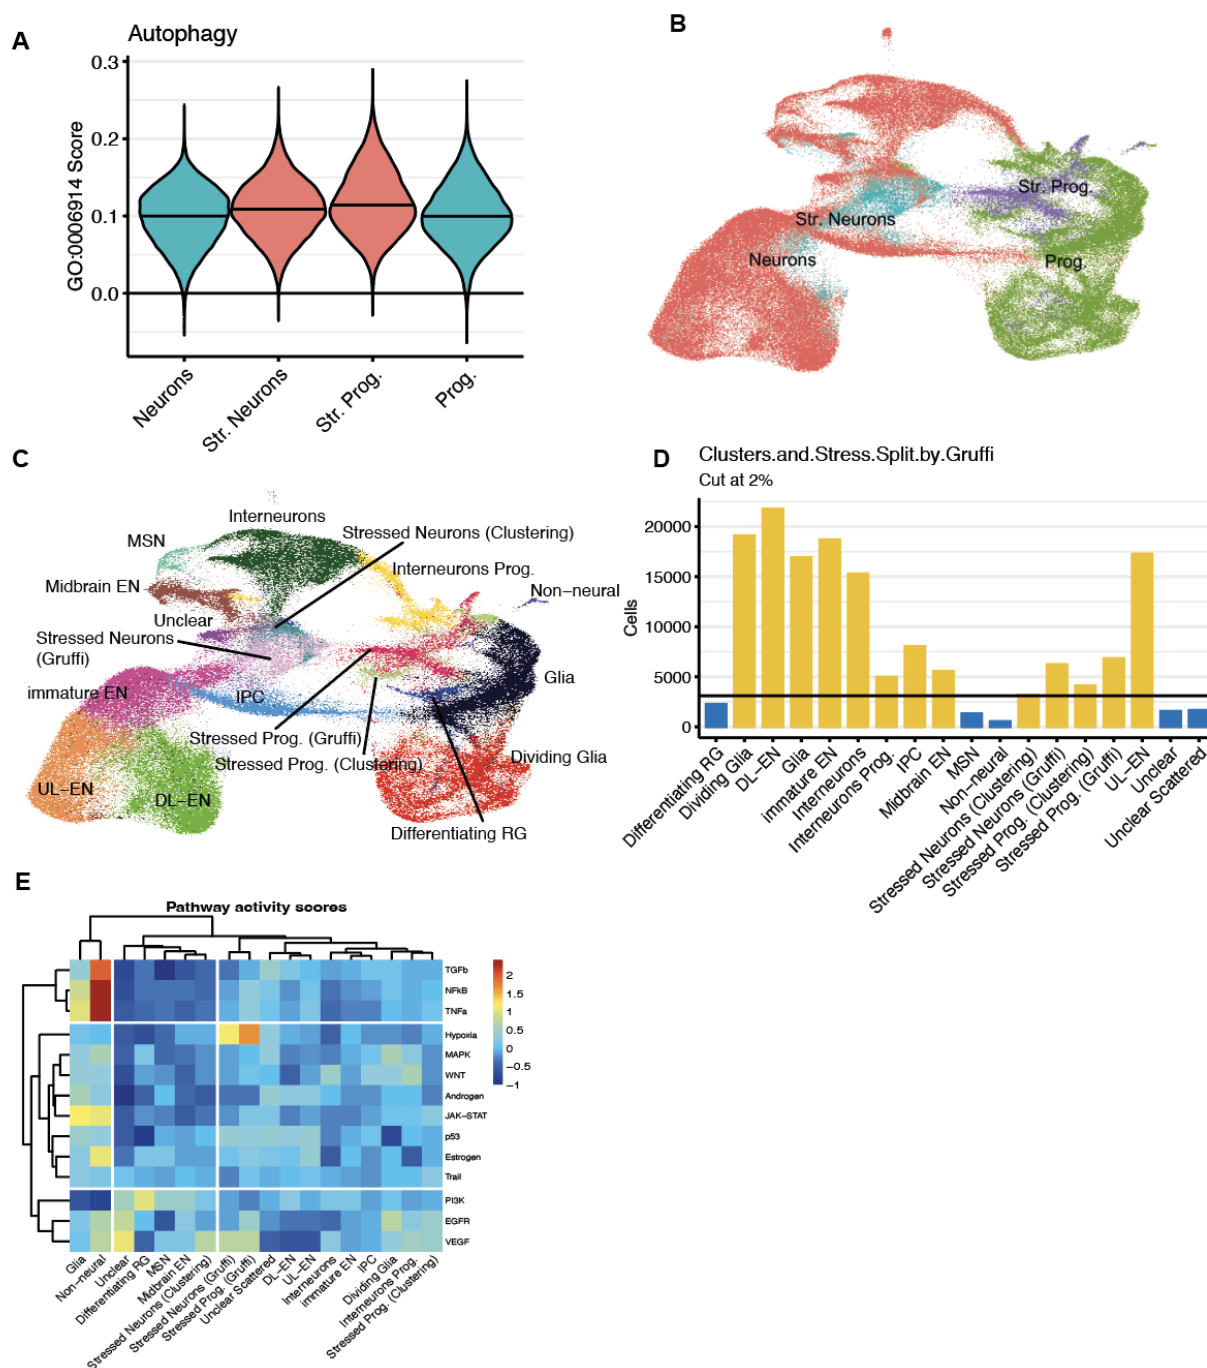 A
Autophagy
GO:0006914 Score
0.3
0.2
0.1
0.0
Neurons
Str. Neurons
Str. Prog.
Prog.
B
Str. Prog.
Str. Neurons
Neurons
Prog.
C
Interneurons
Stressed Neurons (Clustering)
MSN
Interneurons Prog.
Midbrain EN
Non-neural
Unclear
Stressed Neurons
(Gruffi)
Glia
immature EN
IPC
Stressed Prog. (Gruffi)
Stressed Prog. (Clustering)
Dividing Glia
UL-EN
DL-EN
Differentiating RG
D
Clusters.and.Stress.Split.by.Gruffi
Cut at 2%
Cells
20000
15000
10000
5000
0
Differentiating RG
Dividing Glia
DL-EN
Glia
immature EN
Interneurons
Interneurons Prog.
IPC
Midbrain EN
MSN
Non-neural
Stressed Neurons (Clustering)
Stressed Neurons (Gruffi)
Stressed Prog. (Clustering)
Stressed Prog. (Gruffi)
UL-EN
Unclear
Unclear Scattered
E
Pathway activity scores
TGFb
NFkB
TNFa
Hypoxia
MAPK
WNT
Androgen
JAK-STAT
p53
Estrogen
Trail
PI3K
EGFR
VEGF
2
1.5
1
0.5
0
-0.5
-1
Glia
Non-neural
Unclear
Differentiating RG
MSN
Midbrain EN
Stressed Neurons (Clustering)
Stressed Neurons (Gruffi)
Stressed Prog. (Gruffi)
Unclear Scattered
DL-EN
UL-EN
Interneurons
immature EN
IPC
Dividing Glia
Interneurons Prog.
Stressed Prog. (Clustering)